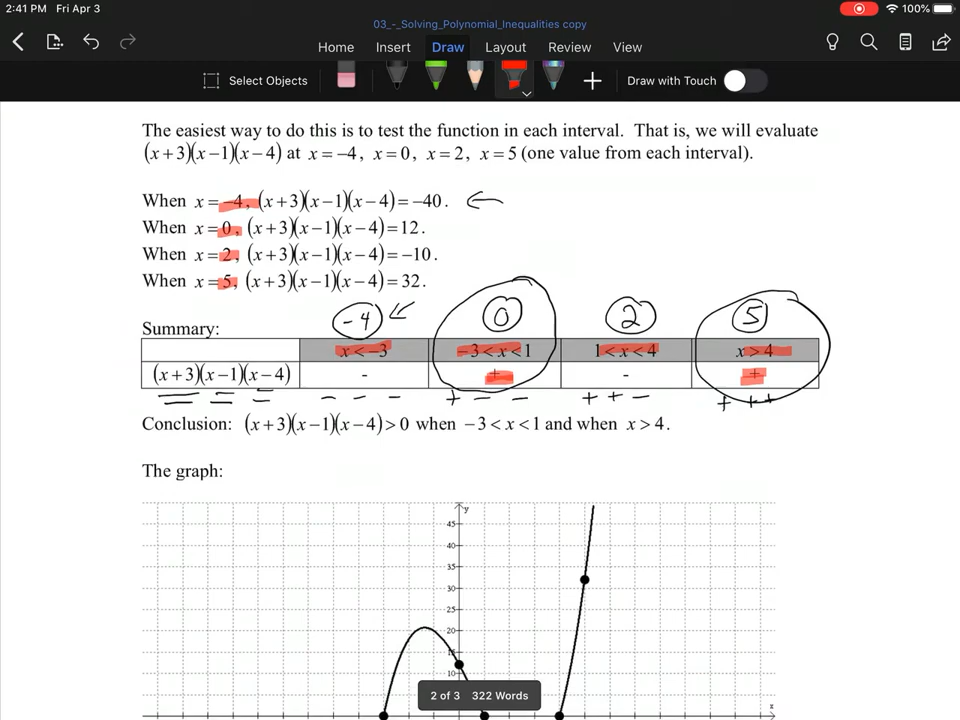 2:41 PM Fri Apr 3
100%
03_-_Solving_Polynomial_Inequalities copy
Home Insert Draw Layout Review View
Select Objects
Draw with Touch
The easiest way to do this is to test the function in each interval. That is, we will evaluate
(x+3)(x−1)(x−4) at x=−4, x=0, x=2, x=5 (one value from each interval).
When x=−4, (x+3)(x−1)(x−4)=−40.
When x=0, (x+3)(x−1)(x−4)=12.
When x=2, (x+3)(x−1)(x−4)=−10.
When x=5, (x+3)(x−1)(x−4)=32.
-4 0 2 5
Summary:
x<−3 −3<x<1 1<x<4 x>4
(x+3)(x−1)(x−4) - + - +
− − − + − − + + − + + +
Conclusion: (x+3)(x−1)(x−4)>0 when −3<x<1 and when x>4.
The graph:
y
45
40
35
30
25
20
15
10
x
2 of 3 322 Words